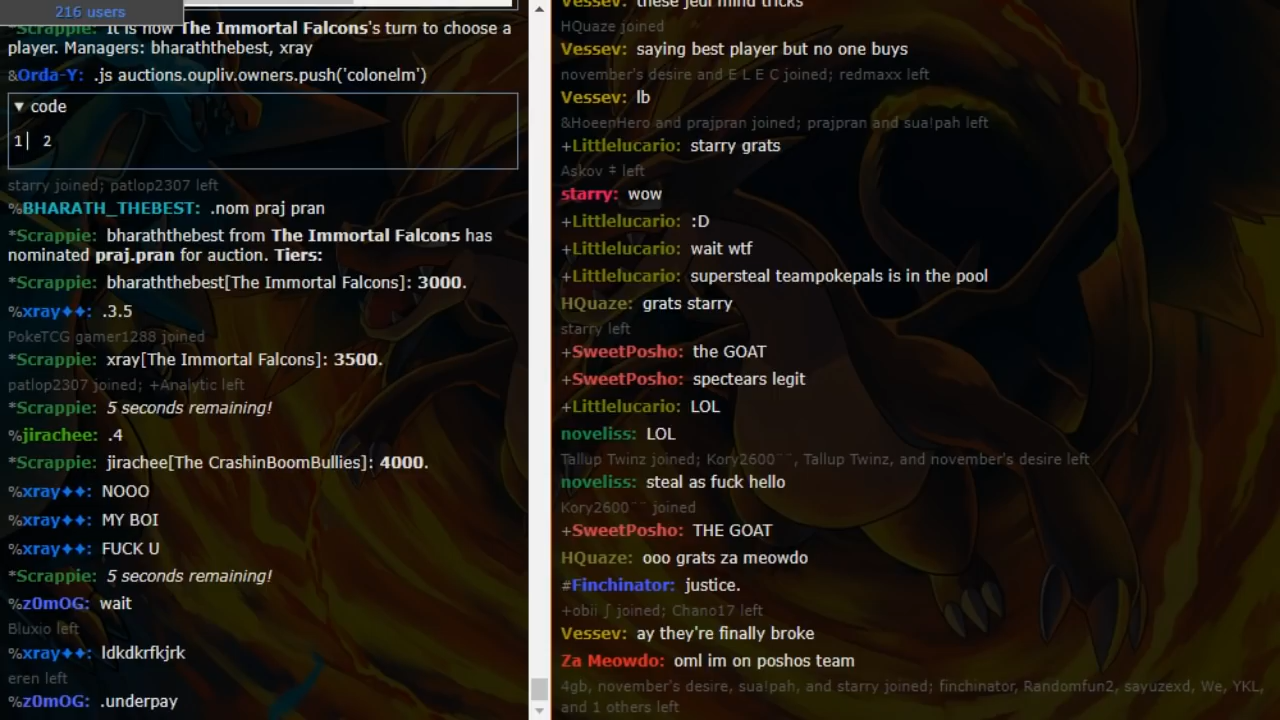 216 users
*Scrappie: It is now The Immortal Falcons's turn to choose a
player. Managers: bharaththebest, xray
&Orda-Y: .js auctions.oupliv.owners.push('colonelm')
▼ code
1| 2
starry joined; patlop2307 left
%BHARATH_THEBEST: .nom praj pran
*Scrappie: bharaththebest from The Immortal Falcons has
nominated praj.pran for auction. Tiers:
*Scrappie: bharaththebest[The Immortal Falcons]: 3000.
%xray✦✦: .3.5
PokeTCG gamer1288 joined
*Scrappie: xray[The Immortal Falcons]: 3500.
patlop2307 joined; +Analytic left
*Scrappie: 5 seconds remaining!
%jirachee: .4
*Scrappie: jirachee[The CrashinBoomBullies]: 4000.
%xray✦✦: NOOO
%xray✦✦: MY BOI
%xray✦✦: FUCK U
*Scrappie: 5 seconds remaining!
%z0mOG: wait
Bluxio left
%xray✦✦: ldkdkrfkjrk
eren left
%z0mOG: .underpay
Vessev: these jedi mind tricks
HQuaze joined
Vessev: saying best player but no one buys
november's desire and E L E C joined; redmaxx left
Vessev: lb
&HoeenHero and prajpran joined; prajpran and sua!pah left
+Littlelucario: starry grats
Askov ‡ left
starry: wow
+Littlelucario: :D
+Littlelucario: wait wtf
+Littlelucario: supersteal teampokepals is in the pool
HQuaze: grats starry
starry left
+SweetPosho: the GOAT
+SweetPosho: spectears legit
+Littlelucario: LOL
noveliss: LOL
Tallup Twinz joined; Kory2600¨¨, Tallup Twinz, and november's desire left
noveliss: steal as fuck hello
Kory2600¨¨ joined
+SweetPosho: THE GOAT
HQuaze: ooo grats za meowdo
#Finchinator: justice.
+obii ʃ joined; Chano17 left
Vessev: ay they're finally broke
Za Meowdo: oml im on poshos team
4gb, november's desire, sua!pah, and starry joined; finchinator, Randomfun2, sayuzexd, We, YKL,
and 1 others left